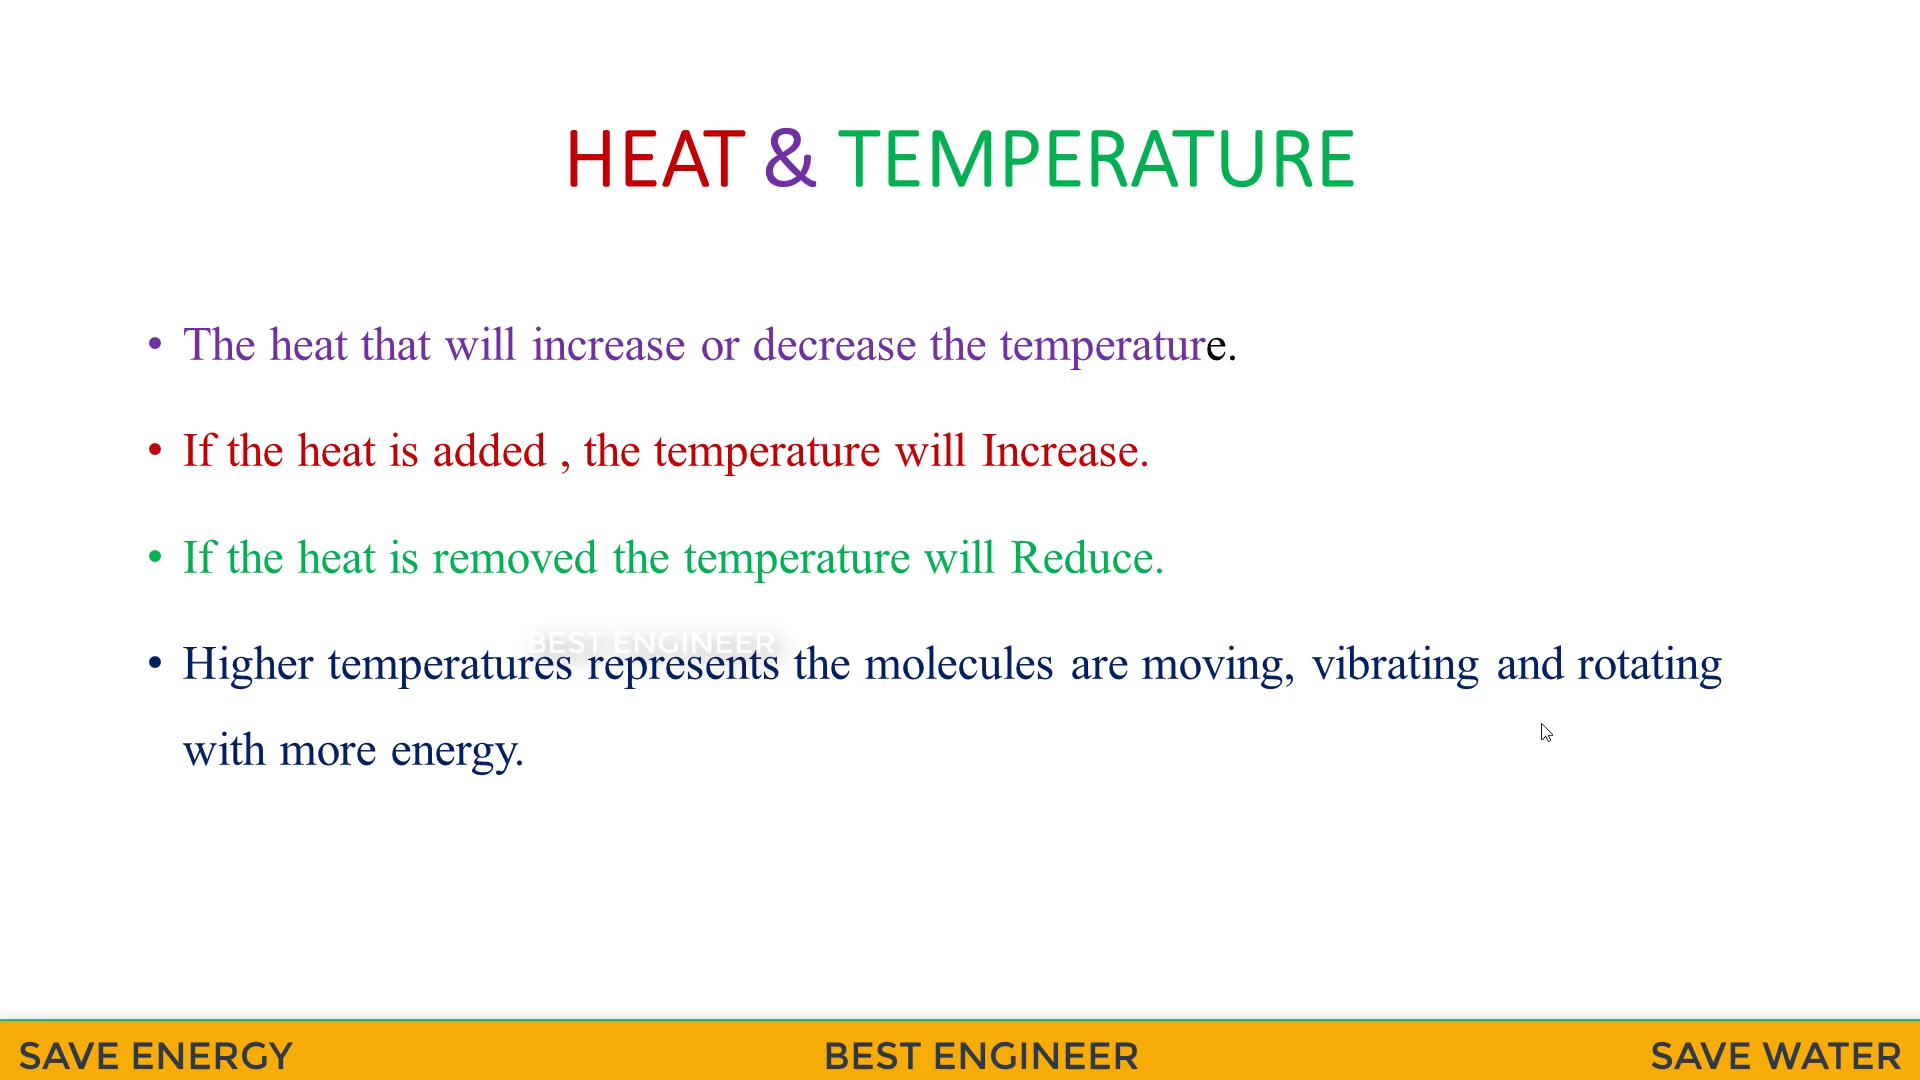 HEAT & TEMPERATURE
• The heat that will increase or decrease the temperature.
• If the heat is added , the temperature will Increase.
• If the heat is removed the temperature will Reduce.
BEST ENGINEER
• Higher temperatures represents the molecules are moving, vibrating and rotating
with more energy.
SAVE ENERGY
BEST ENGINEER
SAVE WATER